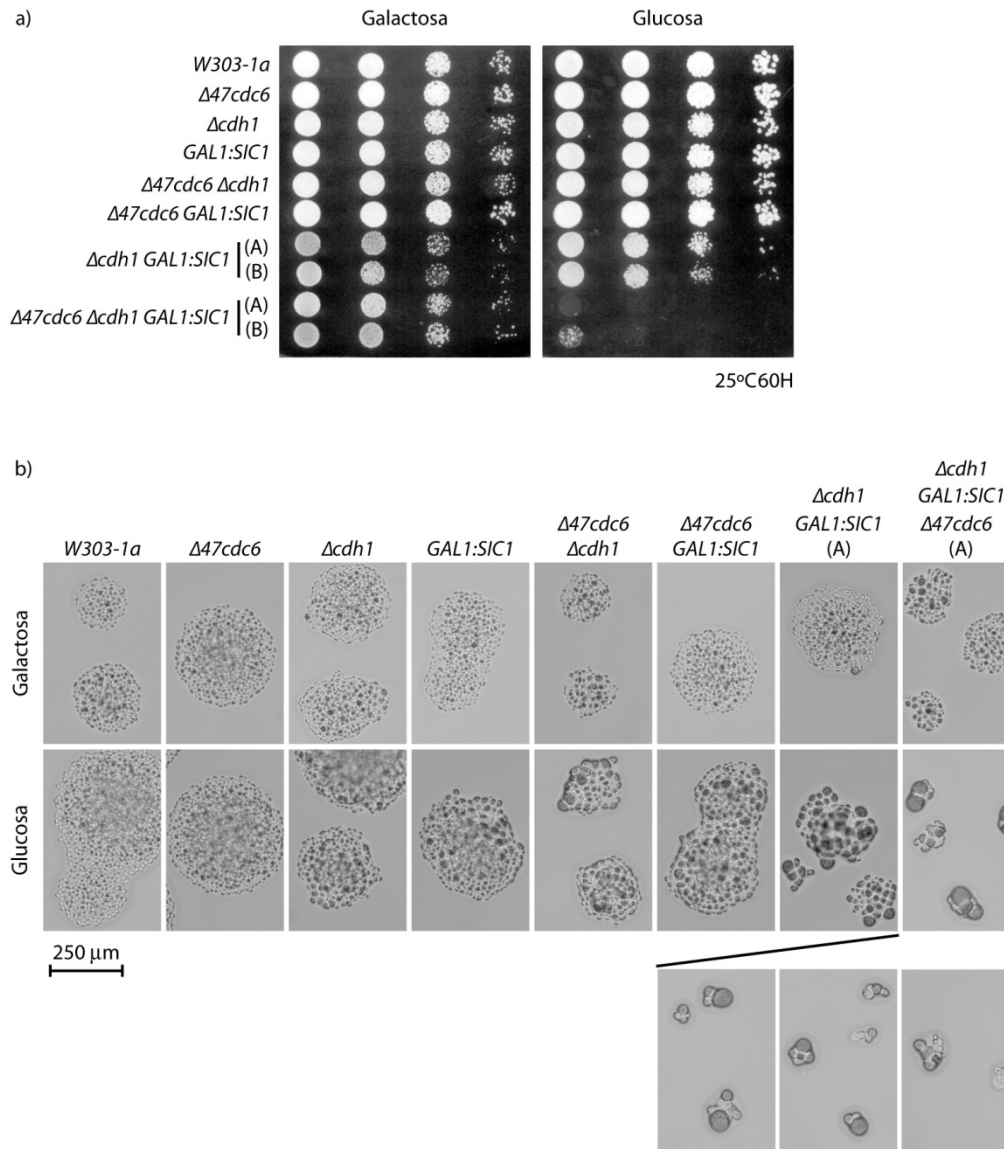 a)
Galactosa Glucosa
W303-1a
Δ47cdc6
Δcdh1
GAL1:SIC1
Δ47cdc6 Δcdh1
Δ47cdc6 GAL1:SIC1
Δcdh1 GAL1:SIC1 (A)
(B)
Δ47cdc6 Δcdh1 GAL1:SIC1 (A)
(B)
25ºC60H
b)
W303-1a
Δ47cdc6
Δcdh1
GAL1:SIC1
Δ47cdc6
Δcdh1
Δ47cdc6
GAL1:SIC1
Δcdh1
GAL1:SIC1
(A)
Δcdh1
GAL1:SIC1
Δ47cdc6
(A)
Galactosa
Glucosa
250 µm